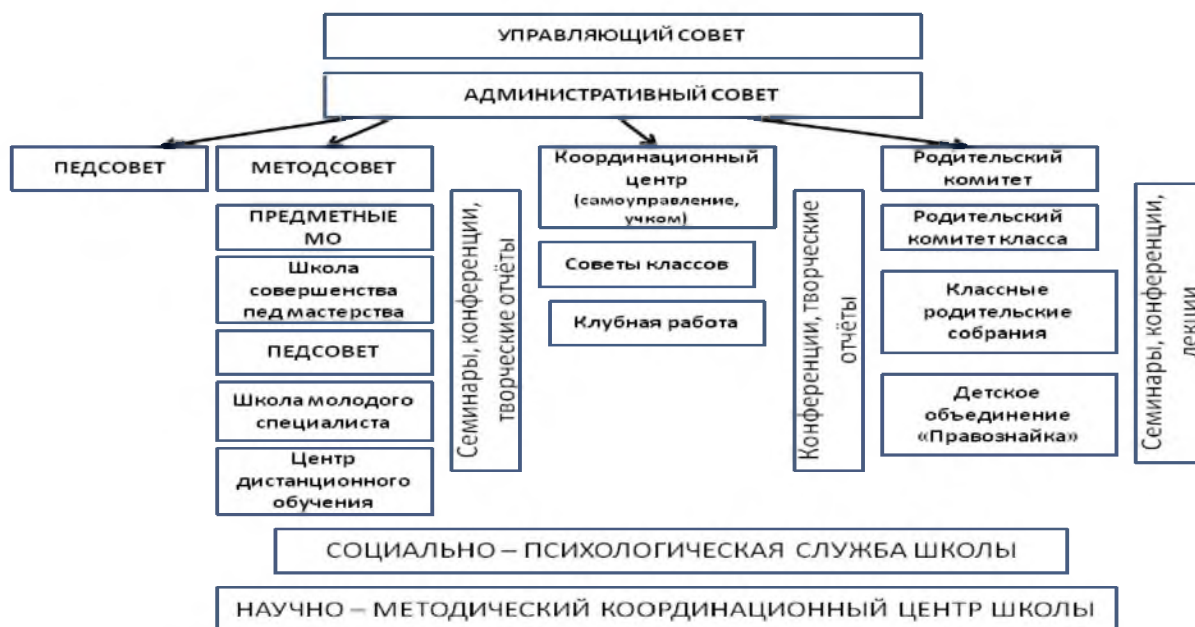 УПРАВЛЯЮЩИЙ СОВЕТ
АДМИНИСТРАТИВНЫЙ СОВЕТ
ПЕДСОВЕТ
МЕТОДСОВЕТ
ПРЕДМЕТНЫЕ
МО
Школа
совершенства
пед мастерства
ПЕДСОВЕТ
Школа молодого
специалиста
Центр
дистанционного
обучения
Семинары, конференции,
творческие отчёты
Координационный
центр
(самоуправление,
учком)
Советы классов
Клубная работа
Конференции, творческие
отчёты
Родительский
комитет
Родительский
комитет класса
Классные
родительские
собрания
Детское
объединение
«Правознайка»
Семинары, конференции,
лекции
СОЦИАЛЬНО – ПСИХОЛОГИЧЕСКАЯ СЛУЖБА ШКОЛЫ
НАУЧНО – МЕТОДИЧЕСКИЙ КООРДИНАЦИОННЫЙ ЦЕНТР ШКОЛЫ